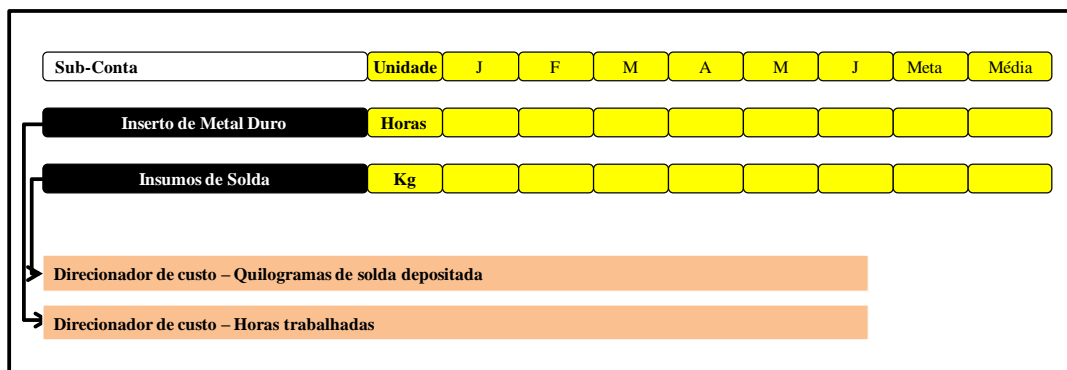 Sub-Conta Unidade J F M A M J Meta Média
Inserto de Metal Duro Horas
Insumos de Solda Kg
Direcionador de custo – Quilogramas de solda depositada
Direcionador de custo – Horas trabalhadas